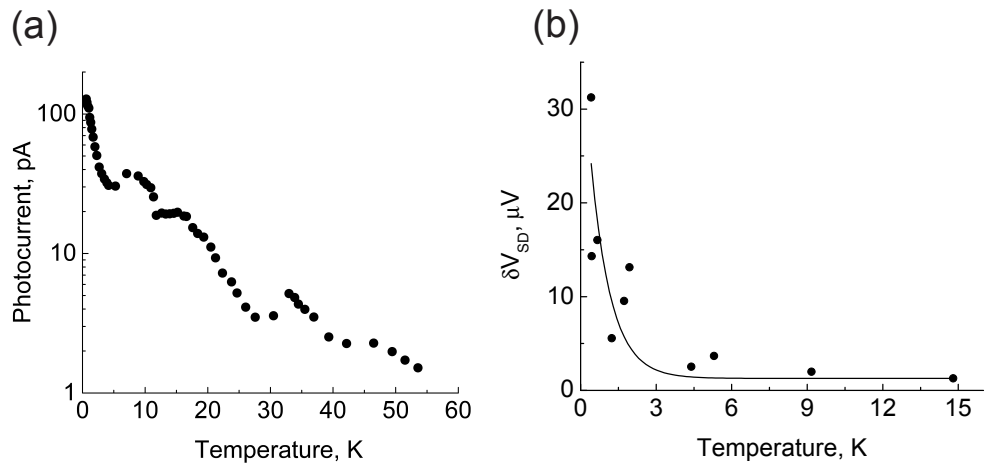 (a)
Photocurrent, pA
100
10
1
0 10 20 30 40 50 60
Temperature, K
(b)
δV_SD, μV
30
20
10
0
0 3 6 9 12 15
Temperature, K